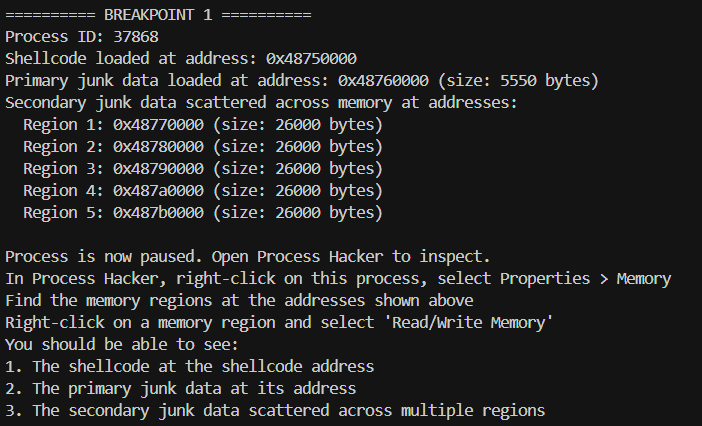 ========== BREAKPOINT 1 ==========
Process ID: 37868
Shellcode loaded at address: 0x48750000
Primary junk data loaded at address: 0x48760000 (size: 5550 bytes)
Secondary junk data scattered across memory at addresses:
  Region 1: 0x48770000 (size: 26000 bytes)
  Region 2: 0x48780000 (size: 26000 bytes)
  Region 3: 0x48790000 (size: 26000 bytes)
  Region 4: 0x487a0000 (size: 26000 bytes)
  Region 5: 0x487b0000 (size: 26000 bytes)

Process is now paused. Open Process Hacker to inspect.
In Process Hacker, right-click on this process, select Properties > Memory
Find the memory regions at the addresses shown above
Right-click on a memory region and select 'Read/Write Memory'
You should be able to see:
1. The shellcode at the shellcode address
2. The primary junk data at its address
3. The secondary junk data scattered across multiple regions